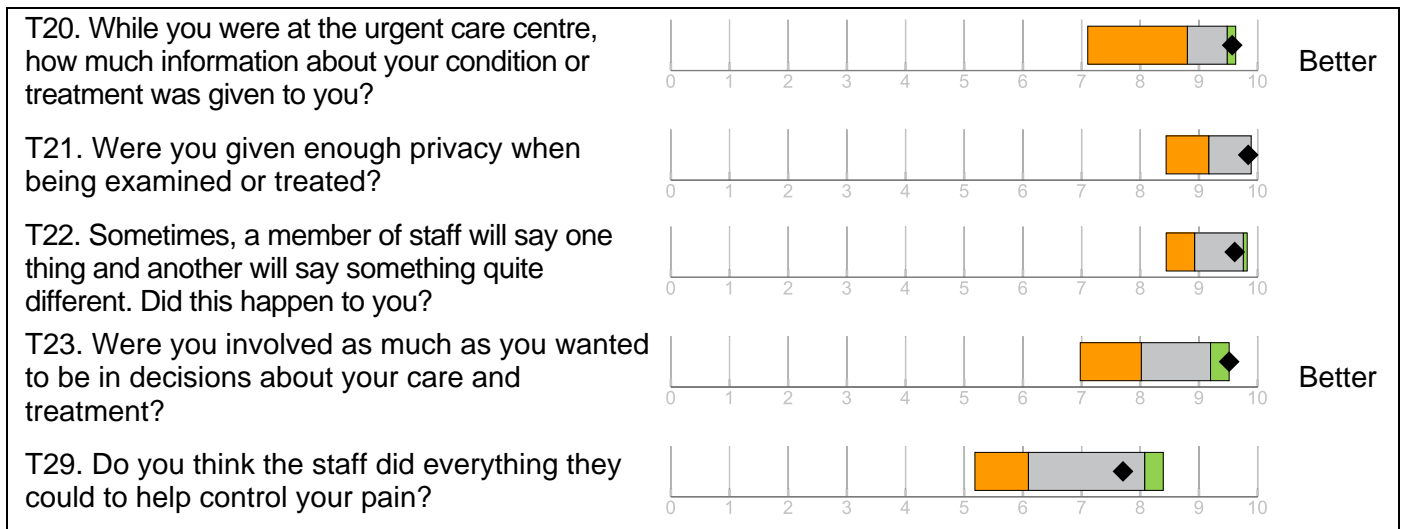 T20. While you were at the urgent care centre,
how much information about your condition or
treatment was given to you?
0 1 2 3 4 5 6 7 8 9 10
Better
T21. Were you given enough privacy when
being examined or treated?
0 1 2 3 4 5 6 7 8 9 10
T22. Sometimes, a member of staff will say one
thing and another will say something quite
different. Did this happen to you?
0 1 2 3 4 5 6 7 8 9 10
T23. Were you involved as much as you wanted
to be in decisions about your care and
treatment?
0 1 2 3 4 5 6 7 8 9 10
Better
T29. Do you think the staff did everything they
could to help control your pain?
0 1 2 3 4 5 6 7 8 9 10